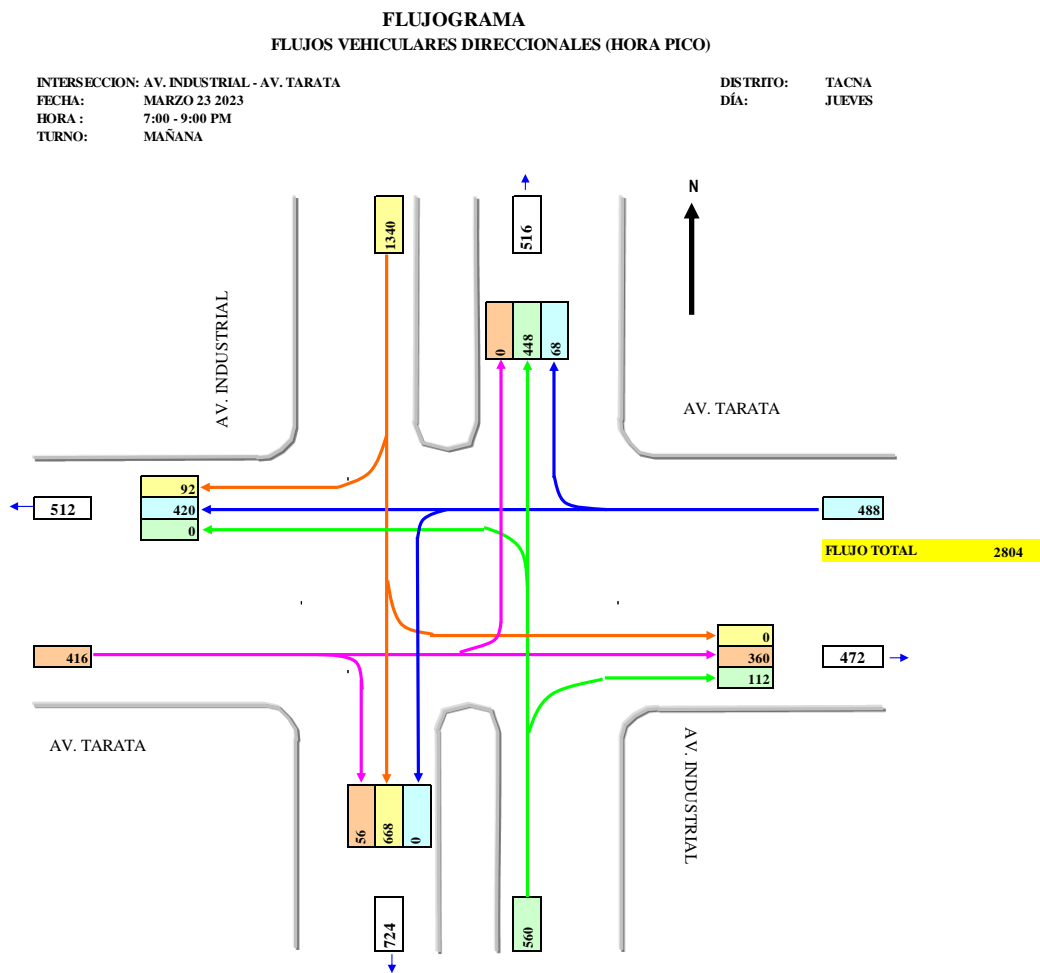 FLUJOGRAMA
FLUJOS VEHICULARES DIRECCIONALES (HORA PICO)
INTERSECCION: AV. INDUSTRIAL - AV. TARATA
DISTRITO: TACNA
FECHA: MARZO 23 2023
DÍA: JUEVES
HORA : 7:00 - 9:00 PM
TURNO: MAÑANA
N
1340
516
0
448
68
AV. INDUSTRIAL
AV. TARATA
92
512
420
488
0
FLUJO TOTAL 2804
0
416
360
472
112
AV. TARATA
AV. INDUSTRIAL
56
668
0
724
560